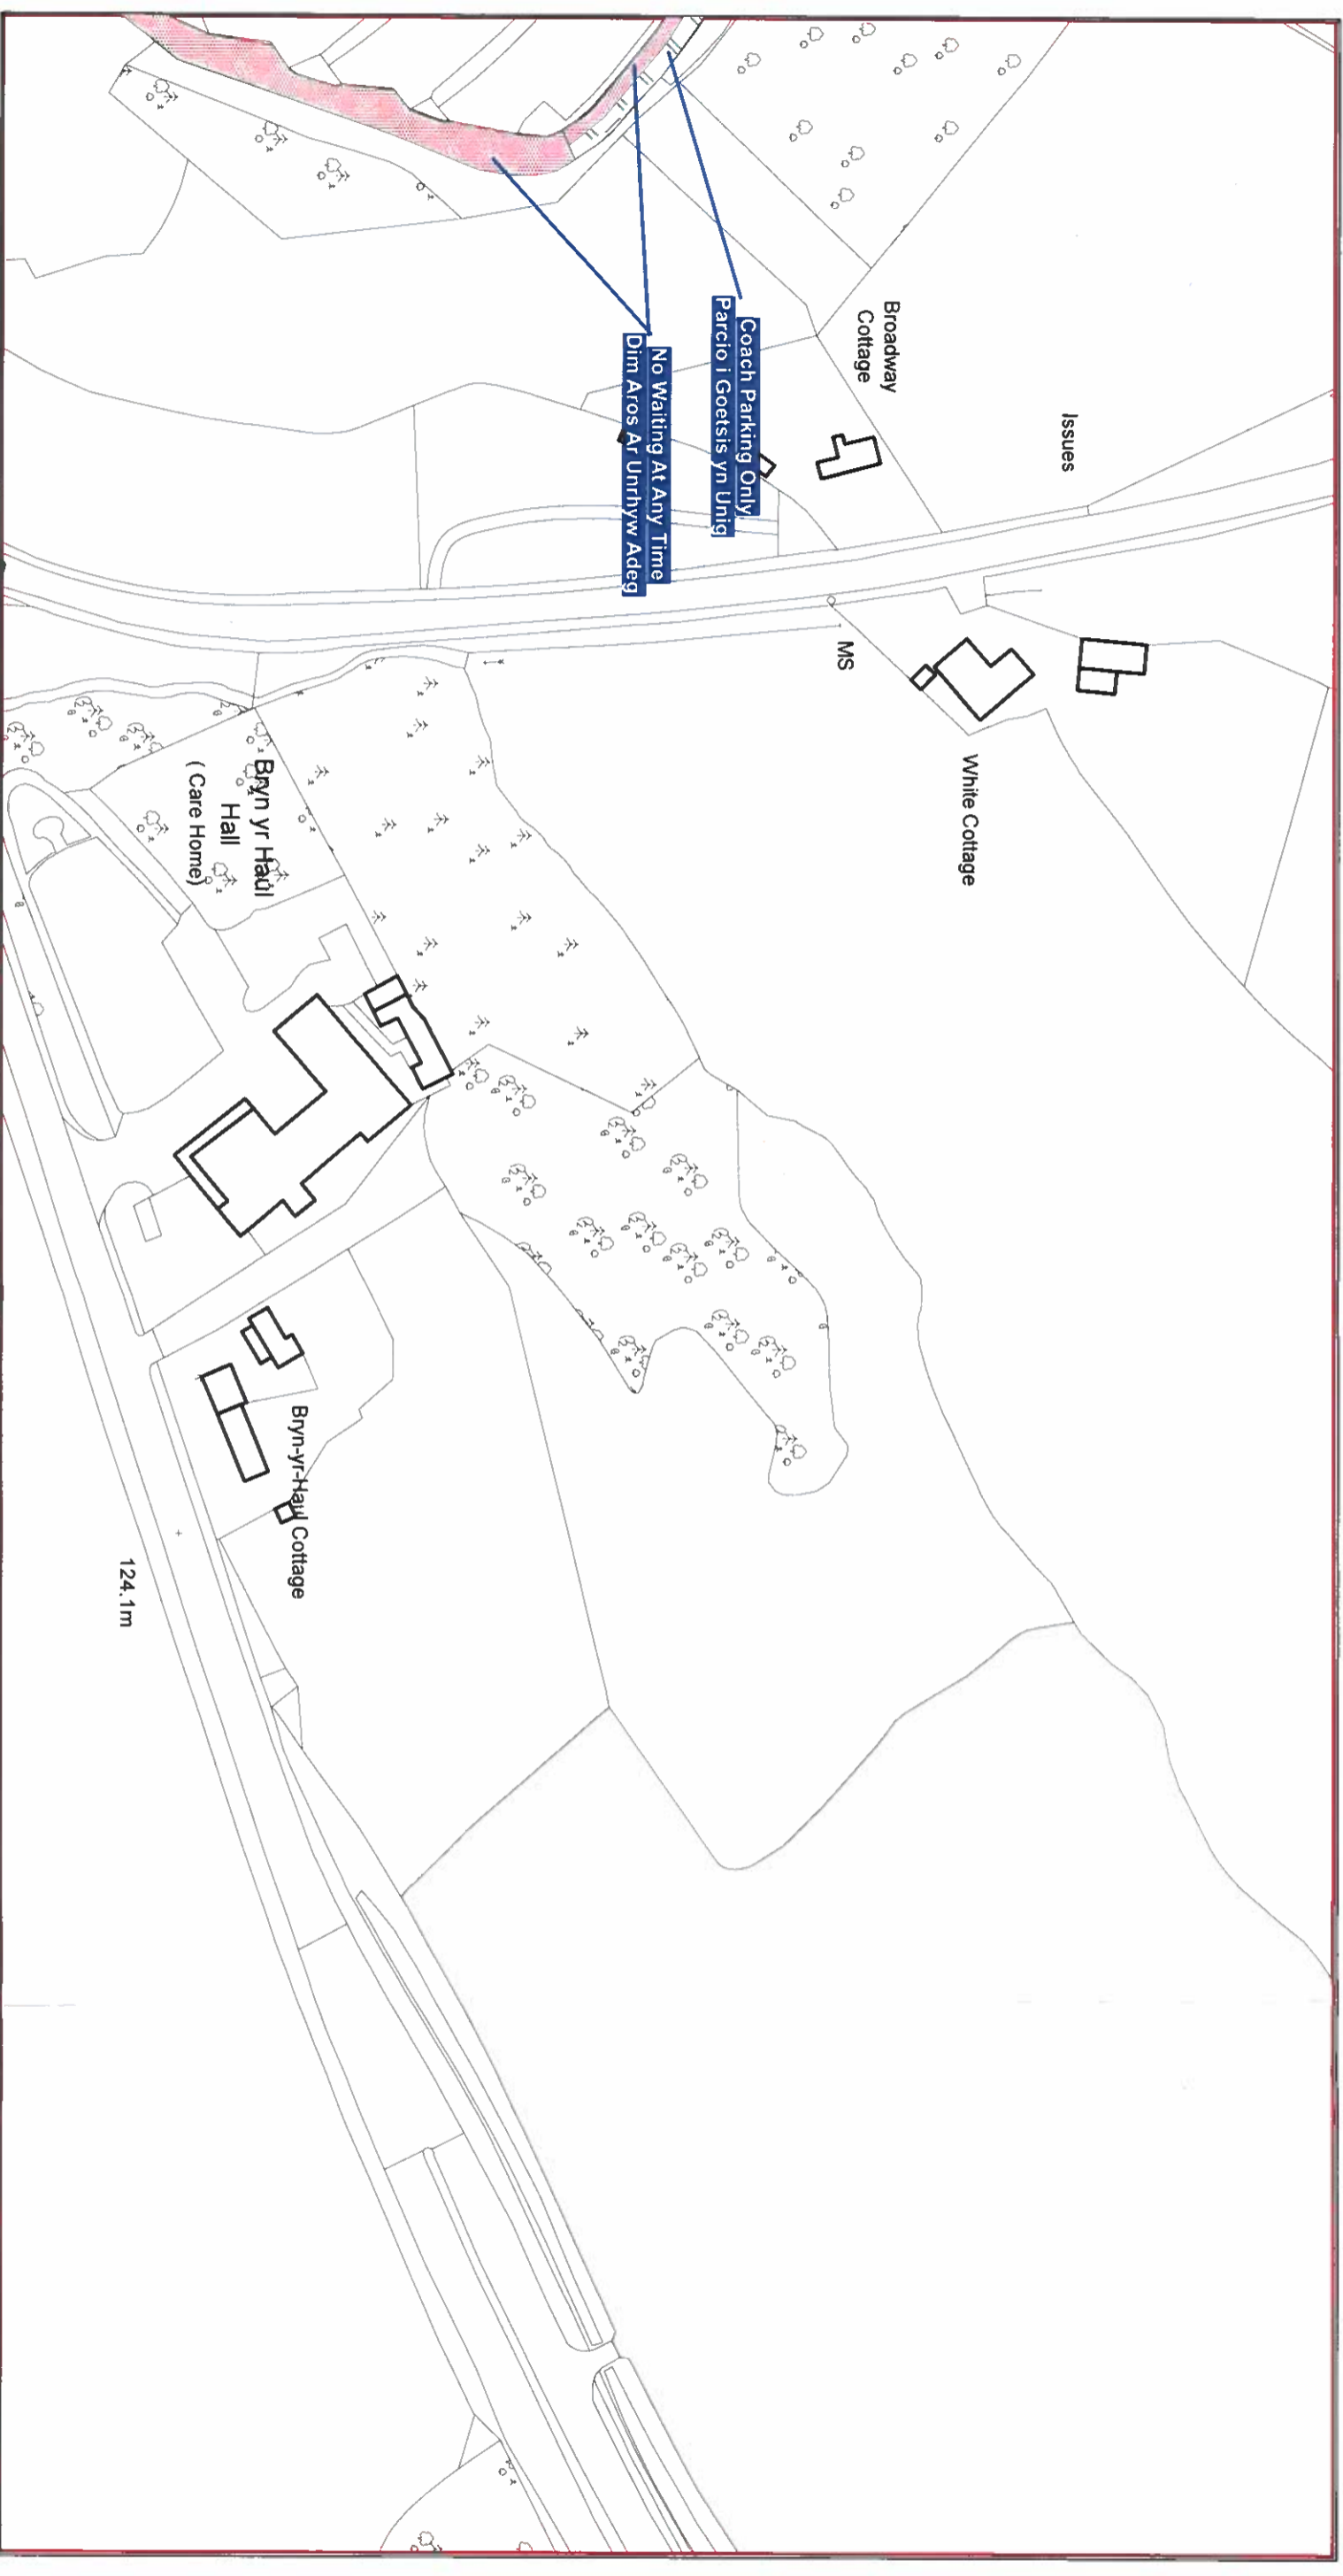 Issues
Broadway
Cottage
Coach Parking Only
Parcio i Goetsis yn Unig
No Waiting At Any Time
Dim Aros Ar Unrhyw Adeg
MS
White Cottage
Bryn yr Haul
Hall
( Care Home)
Bryn-yr-Haul Cottage
124.1m